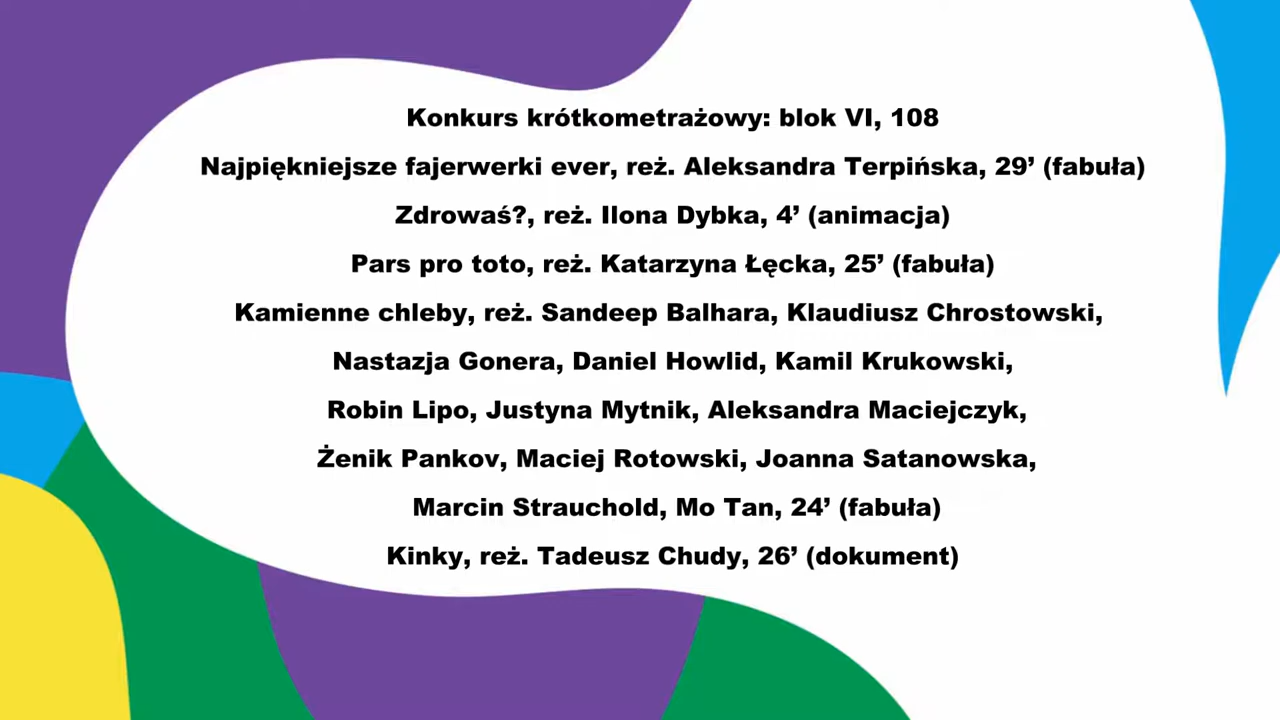 Konkurs krótkometrażowy: blok VI, 108
Najpiękniejsze fajerwerki ever, reż. Aleksandra Terpińska, 29’ (fabuła)
Zdrowaś?, reż. Ilona Dybka, 4’ (animacja)
Pars pro toto, reż. Katarzyna Łęcka, 25’ (fabuła)
Kamienne chleby, reż. Sandeep Balhara, Klaudiusz Chrostowski,
Nastazja Gonera, Daniel Howlid, Kamil Krukowski,
Robin Lipo, Justyna Mytnik, Aleksandra Maciejczyk,
Żenik Pankov, Maciej Rotowski, Joanna Satanowska,
Marcin Strauchold, Mo Tan, 24’ (fabuła)
Kinky, reż. Tadeusz Chudy, 26’ (dokument)